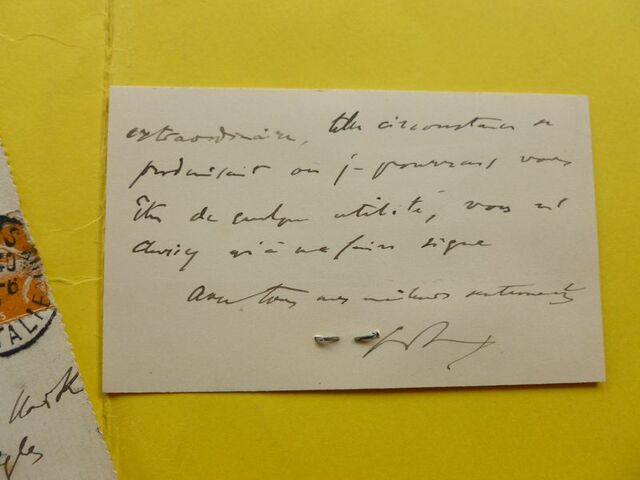 extraordinaire, telle circonstance se
produisait où je pourrais vous
être de quelque utilité, vous n'
auriez qu'à me faire signe
Avec tous mes meilleurs sentiments